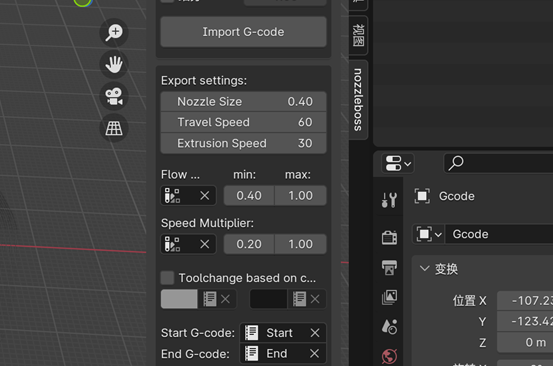 Import G-code
Export settings:
Nozzle Size 0.40
Travel Speed 60
Extrusion Speed 30
Flow ... min: max:
0.40 1.00
Speed Multiplier:
0.20 1.00
Toolchange based on c...
Start G-code: Start
End G-code: End
视图
nozzleboss
Gcode
Gcode
变换
位置 X -107.23
Y -123.42
Z 0 m